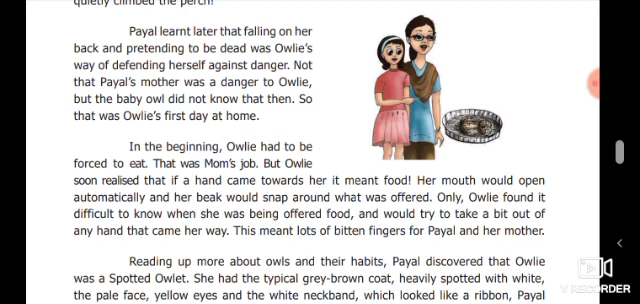 quietly climbed the perch!
Payal learnt later that falling on her
back and pretending to be dead was Owlie's
way of defending herself against danger. Not
that Payal's mother was a danger to Owlie,
but the baby owl did not know that then. So
that was Owlie's first day at home.
In the beginning, Owlie had to be
forced to eat. That was Mom's job. But Owlie
soon realised that if a hand came towards her it meant food! Her mouth would open
automatically and her beak would snap around what was offered. Only, Owlie found it
difficult to know when she was being offered food, and would try to take a bit out of
any hand that came her way. This meant lots of bitten fingers for Payal and her mother.
Reading up more about owls and their habits, Payal discovered that Owlie
was a Spotted Owlet. She had the typical grey-brown coat, heavily spotted with white,
the pale face, yellow eyes and the white neckband, which looked like a ribbon, Payal
V RECORDER